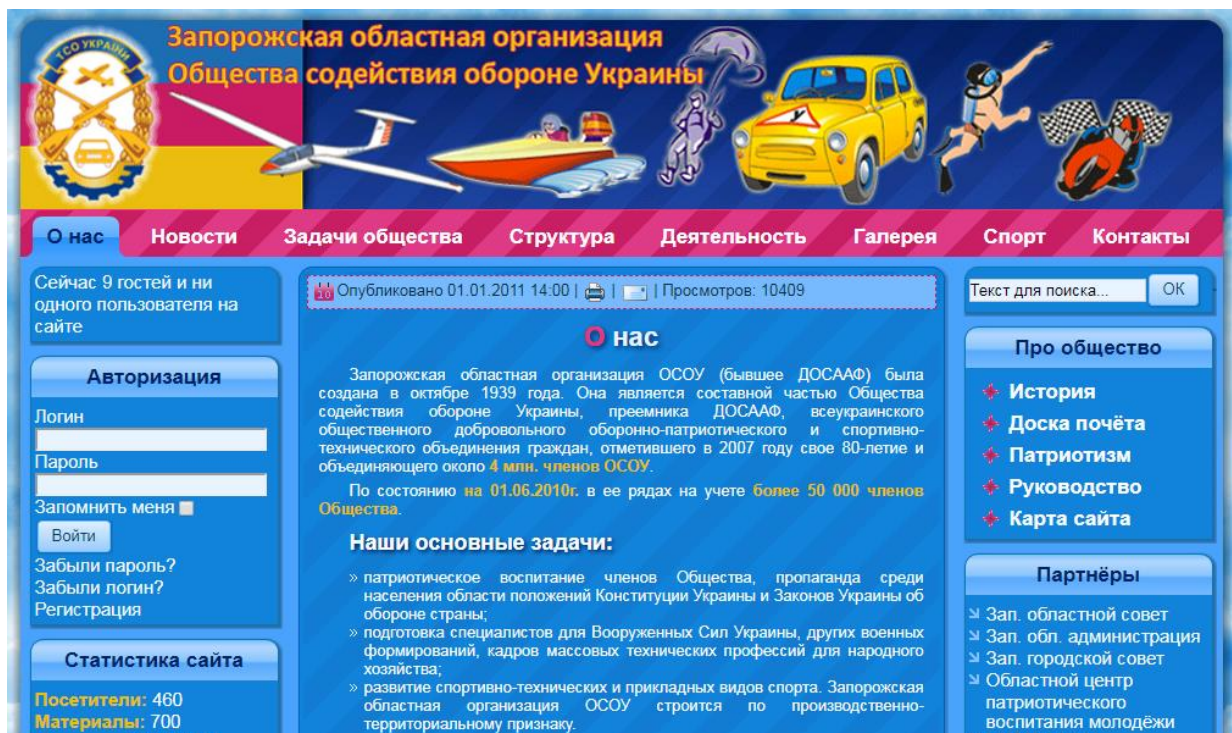 ТСО УКРАЇНИ
Запорожская областная организация
Общества содействия обороне Украины
У
О нас
Новости
Задачи общества
Структура
Деятельность
Галерея
Спорт
Контакты
Сейчас 9 гостей и ни
одного пользователя на
сайте
Авторизация
Логин
Пароль
Запомнить меня
Войти
Забыли пароль?
Забыли логин?
Регистрация
Статистика сайта
Посетители: 460
Материалы: 700
10 Опубликовано 01.01.2011 14:00 | | | Просмотров: 10409
О нас
Запорожская областная организация ОСОУ (бывшее ДОСААФ) была
создана в октябре 1939 года. Она является составной частью Общества
содействия обороне Украины, преемника ДОСААФ, всеукраинского
общественного добровольного оборонно-патриотического и спортивно-
технического объединения граждан, отметившего в 2007 году свое 80-летие и
объединяющего около 4 млн. членов ОСОУ.
По состоянию на 01.06.2010г. в ее рядах на учете более 50 000 членов
Общества.
Наши основные задачи:
» патриотическое воспитание членов Общества, пропаганда среди
населения области положений Конституции Украины и Законов Украины об
обороне страны;
» подготовка специалистов для Вооруженных Сил Украины, других военных
формирований, кадров массовых технических профессий для народного
хозяйства;
» развитие спортивно-технических и прикладных видов спорта. Запорожская
областная организация ОСОУ строится по производственно-
территориальному признаку.
Текст для поиска...
ОК
Про общество
История
Доска почёта
Патриотизм
Руководство
Карта сайта
Партнёры
Зап. областной совет
Зап. обл. администрация
Зап. городской совет
Областной центр
патриотического
воспитания молодёжи